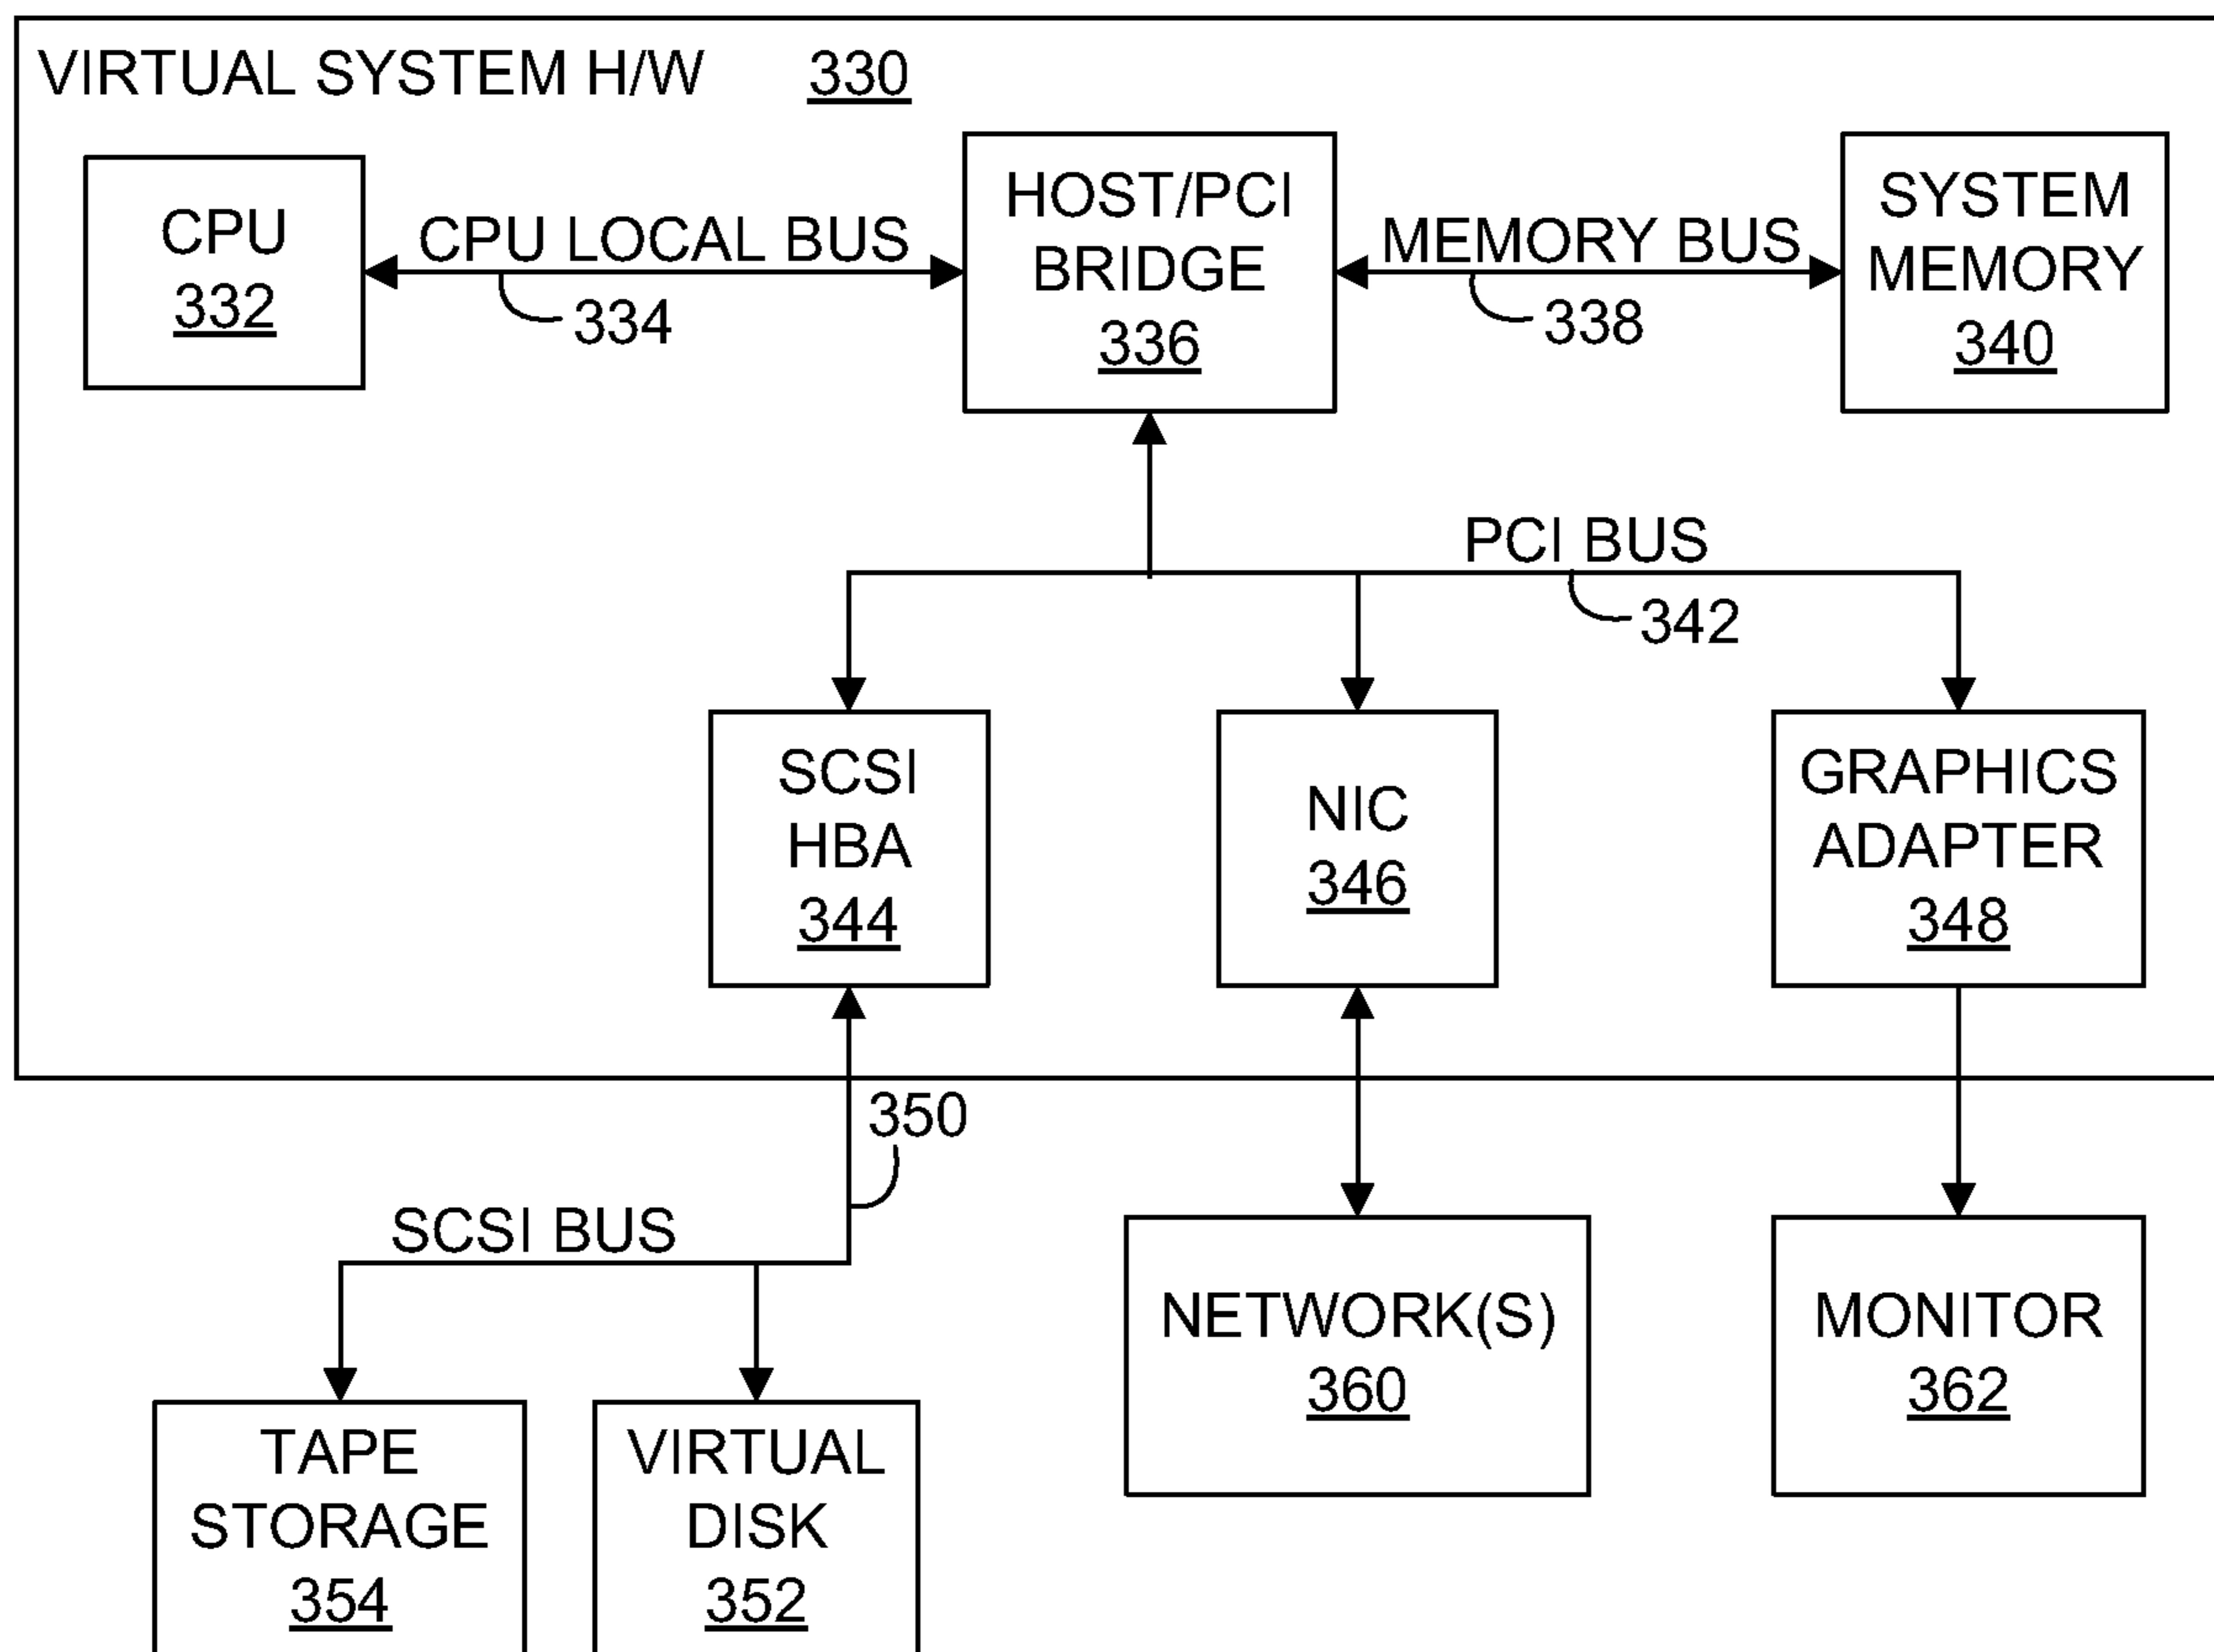 VIRTUAL SYSTEM H/W 330
CPU
332
CPU LOCAL BUS
334
HOST/PCI
BRIDGE
336
MEMORY BUS
338
SYSTEM
MEMORY
340
PCI BUS
342
SCSI
HBA
344
NIC
346
GRAPHICS
ADAPTER
348
350
SCSI BUS
TAPE
STORAGE
354
VIRTUAL
DISK
352
NETWORK(S)
360
MONITOR
362